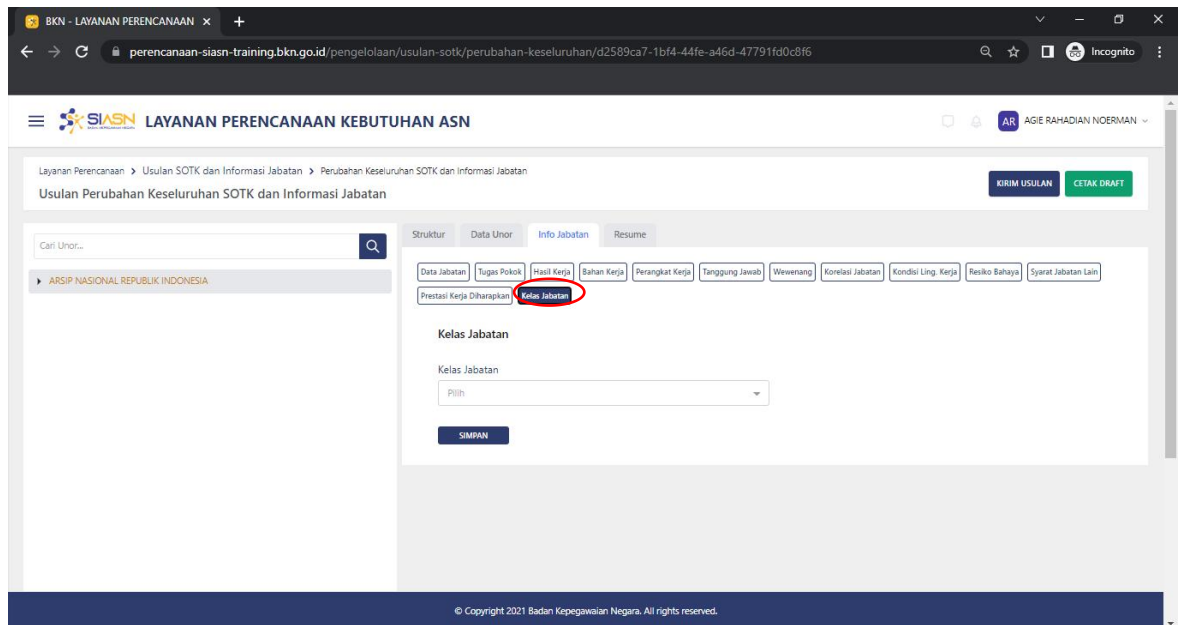 BKN - LAYANAN PERENCANAAN
perencanaan-siasn-training.bkn.go.id/pengelolaan/usulan-sotk/perubahan-keseluruhan/d2589ca7-1bf4-44fe-a46d-47791fd0c8f6
Incognito
SIASN LAYANAN PERENCANAAN KEBUTUHAN ASN
AR AGIE RAHADIAN NOERMAN
Layanan Perencanaan > Usulan SOTK dan Informasi Jabatan > Perubahan Keseluruhan SOTK dan Informasi Jabatan
Usulan Perubahan Keseluruhan SOTK dan Informasi Jabatan
KIRIM USULAN CETAK DRAFT
Cari Unor...
ARSIP NASIONAL REPUBLIK INDONESIA
Struktur Data Unor Info Jabatan Resume
Data Jabatan Tugas Pokok Hasil Kerja Bahan Kerja Perangkat Kerja Tanggung Jawab Wewenang Korelasi Jabatan Kondisi Ling. Kerja Resiko Bahaya Syarat Jabatan Lain
Prestasi Kerja Diharapkan Kelas Jabatan
Kelas Jabatan
Kelas Jabatan
Pilih
SIMPAN
© Copyright 2021 Badan Kepegawaian Negara. All rights reserved.